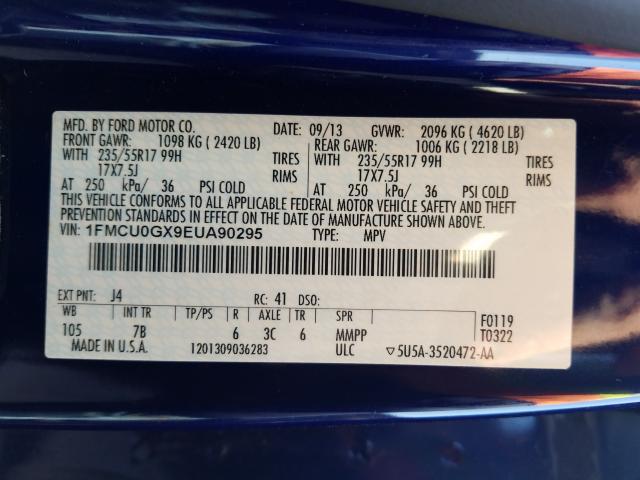 MFD. BY FORD MOTOR CO. DATE: 09/13 GVWR: 2096 KG (4620 LB)
FRONT GAWR: 1098 KG (2420 LB) REAR GAWR: 1006 KG (2218 LB)
WITH 235/55R17 99H TIRES WITH 235/55R17 99H TIRES
17X7.5J RIMS 17X7.5J RIMS
AT 250 kPa/ 36 PSI COLD AT 250 kPa/ 36 PSI COLD
THIS VEHICLE CONFORMS TO ALL APPLICABLE FEDERAL MOTOR VEHICLE SAFETY AND THEFT
PREVENTION STANDARDS IN EFFECT ON THE DATE OF MANUFACTURE SHOWN ABOVE.
VIN: 1FMCU0GX9EUA90295 TYPE: MPV
EXT PNT: J4 RC: 41 DSO:
WB INT TR TP/PS R AXLE TR SPR F0119
105 7B 6 3C 6 MMPP T0322
MADE IN U.S.A. 1201309036283 ULC ▽5U5A-3520472-AA